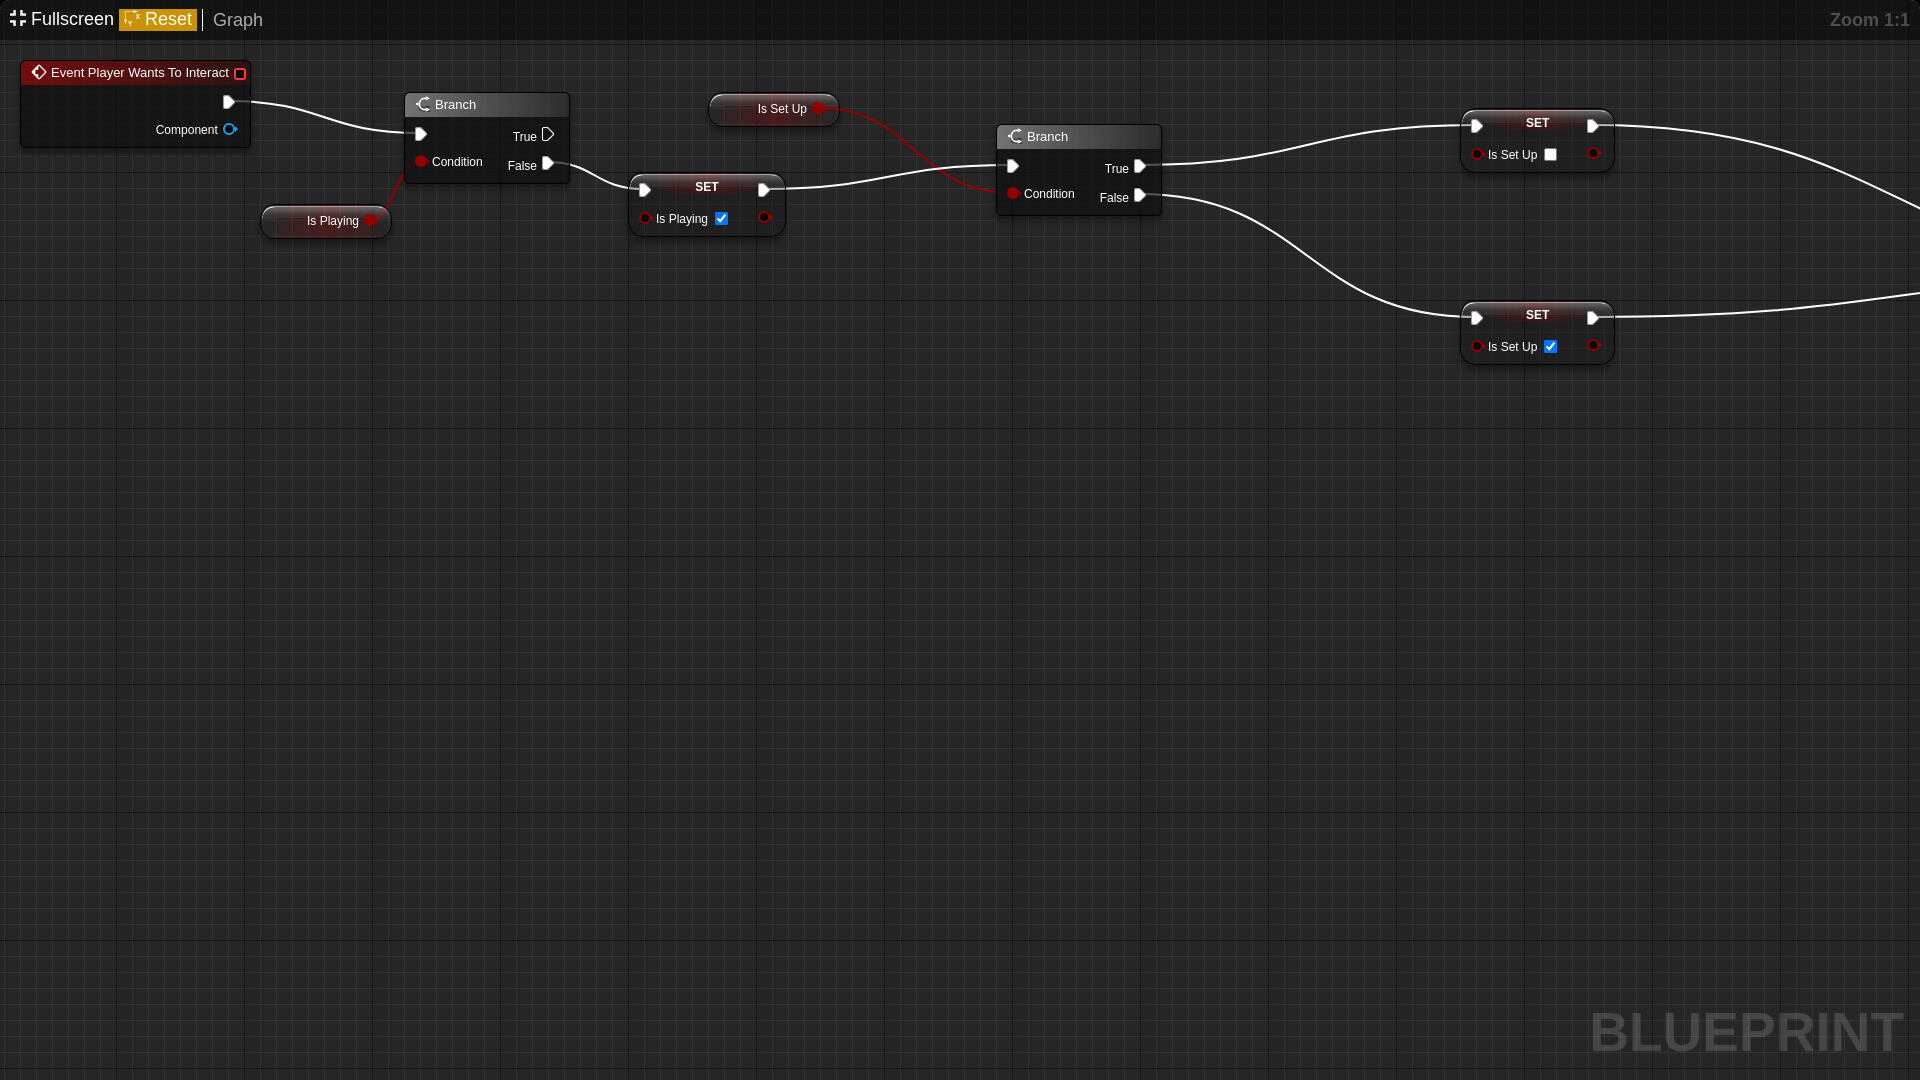 Fullscreen Reset Graph Zoom 1:1
Event Player Wants To Interact
Component
Branch
True
Condition
False
Is Playing
SET
Is Playing
Is Set Up
Branch
True
Condition
False
SET
Is Set Up
SET
Is Set Up
BLUEPRINT